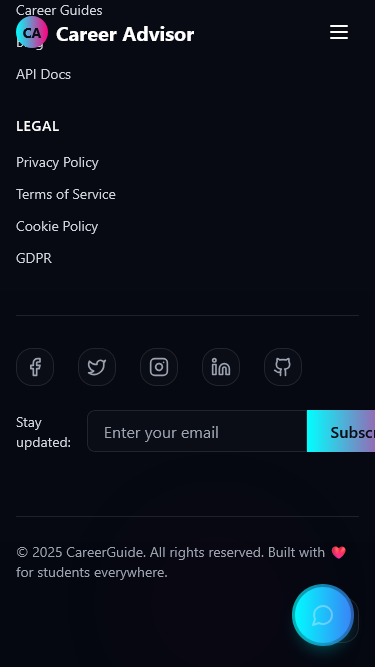 Career Guides
CA Career Advisor
Blog
API Docs
LEGAL
Privacy Policy
Terms of Service
Cookie Policy
GDPR
Stay
updated:
Enter your email
Subscr
© 2025 CareerGuide. All rights reserved. Built with ❤️
for students everywhere.